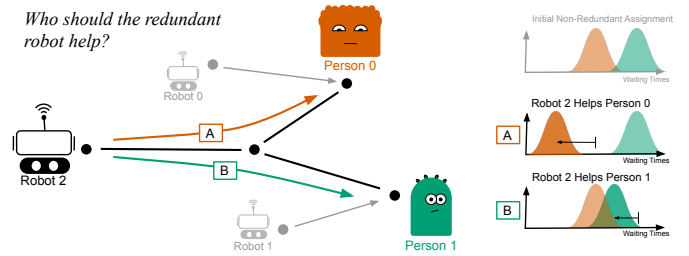 Who should the redundant
robot help?
Robot 0
Person 0
A
Robot 2
B
Robot 1
Person 1
Initial Non-Redundant Assignment
Waiting Times
Robot 2 Helps Person 0
A
Waiting Times
Robot 2 Helps Person 1
B
Waiting Times